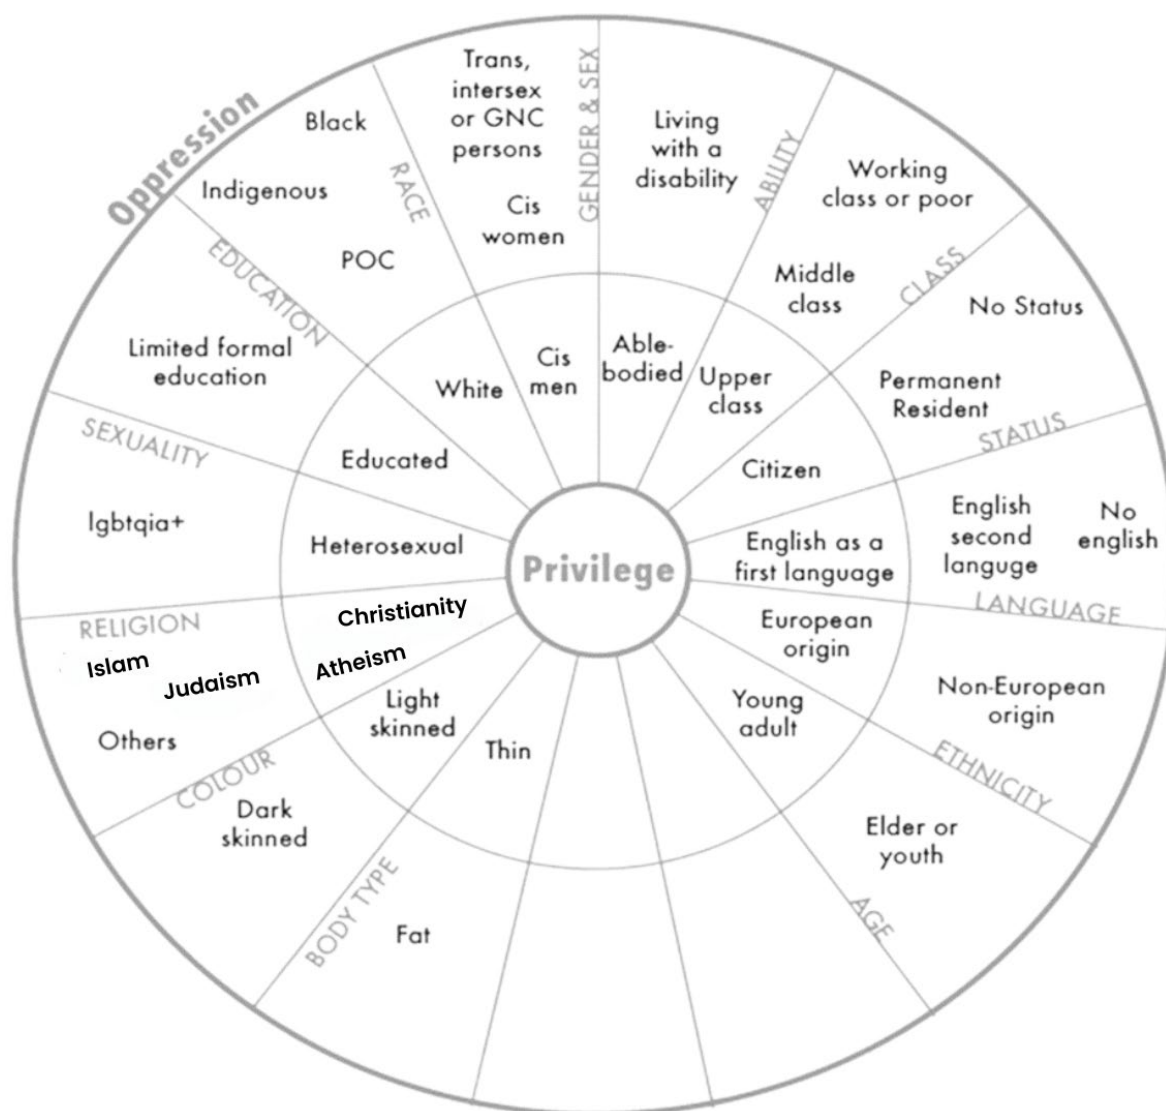 Oppression
Privilege
GENDER & SEX
Trans,
intersex
or GNC
persons
Cis
women
Cis
men
ABILITY
Living
with a
disability
Able-
bodied
CLASS
Working
class or poor
Middle
class
Upper
class
STATUS
No Status
Permanent
Resident
Citizen
LANGUAGE
No
english
English
second
languge
English as a
first language
ETHNICITY
Non-European
origin
European
origin
AGE
Elder or
youth
Young
adult
BODY TYPE
Fat
Thin
COLOUR
Dark
skinned
Light
skinned
RELIGION
Islam
Judaism
Others
Christianity
Atheism
SEXUALITY
lgbtqia+
Heterosexual
EDUCATION
Limited formal
education
Educated
RACE
Black
Indigenous
POC
White